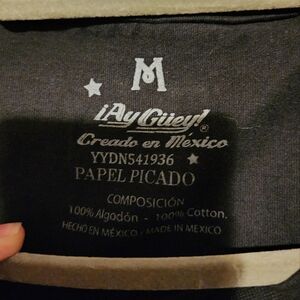 M
¡Ay Güey!®
Creado en México
YYDN541936
PAPEL PICADO
COMPOSICIÓN
100% Algodón - 100% Cotton.
HECHO EN MÉXICO - MADE IN MEXICO